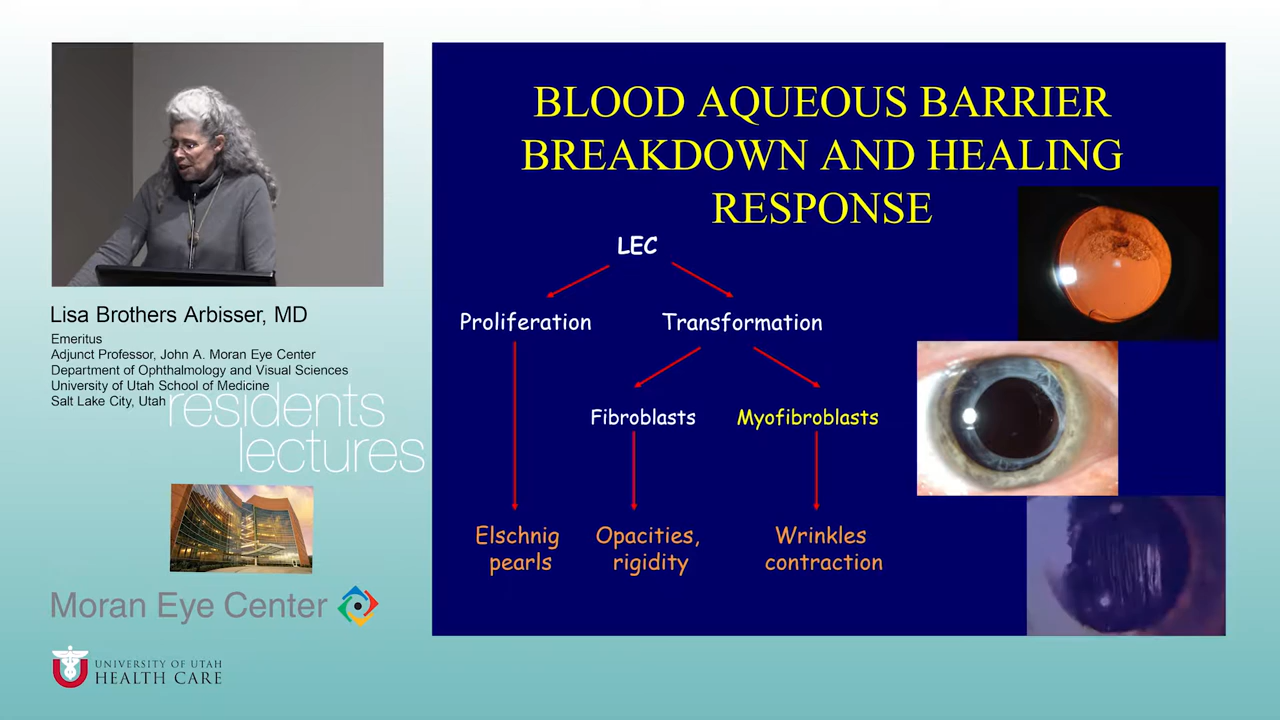 BLOOD AQUEOUS BARRIER
BREAKDOWN AND HEALING
RESPONSE
LEC
Proliferation
Transformation
Fibroblasts
Myofibroblasts
Elschnig
pearls
Opacities,
rigidity
Wrinkles
contraction
Lisa Brothers Arbisser, MD
Emeritus
Adjunct Professor, John A. Moran Eye Center
Department of Ophthalmology and Visual Sciences
University of Utah School of Medicine
Salt Lake City, Utah
residents
lectures
Moran Eye Center
UNIVERSITY OF UTAH
HEALTH CARE